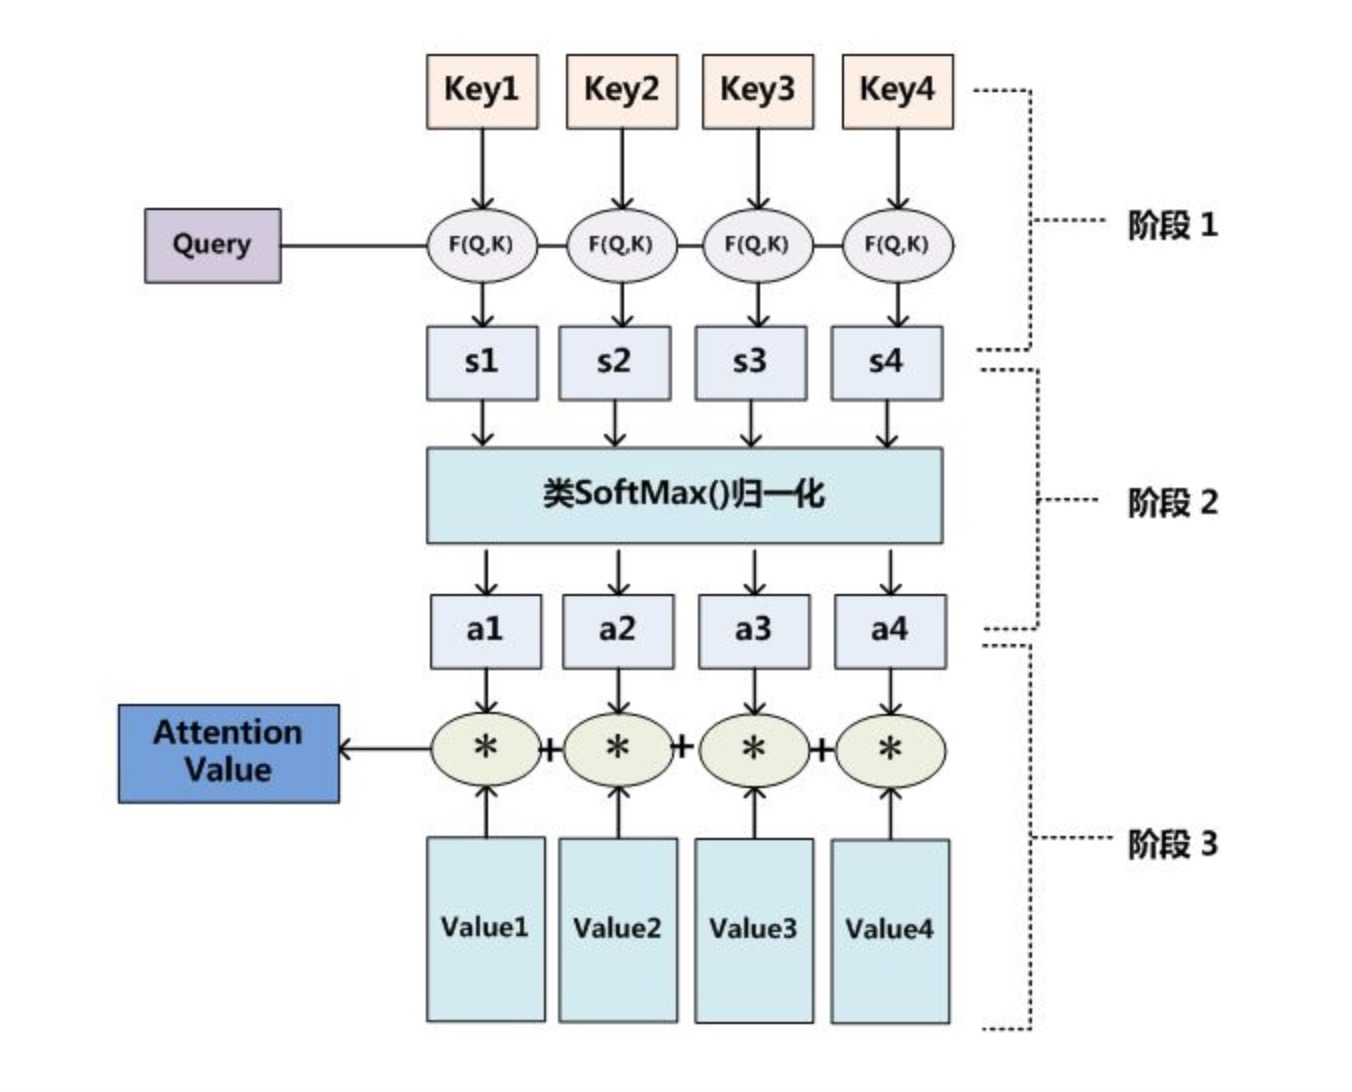 Key1 Key2 Key3 Key4
阶段 1
Query F(Q,K) F(Q,K) F(Q,K) F(Q,K)
s1 s2 s3 s4
类SoftMax()归一化
阶段 2
a1 a2 a3 a4
Attention
Value
* + * + * + *
阶段 3
Value1 Value2 Value3 Value4